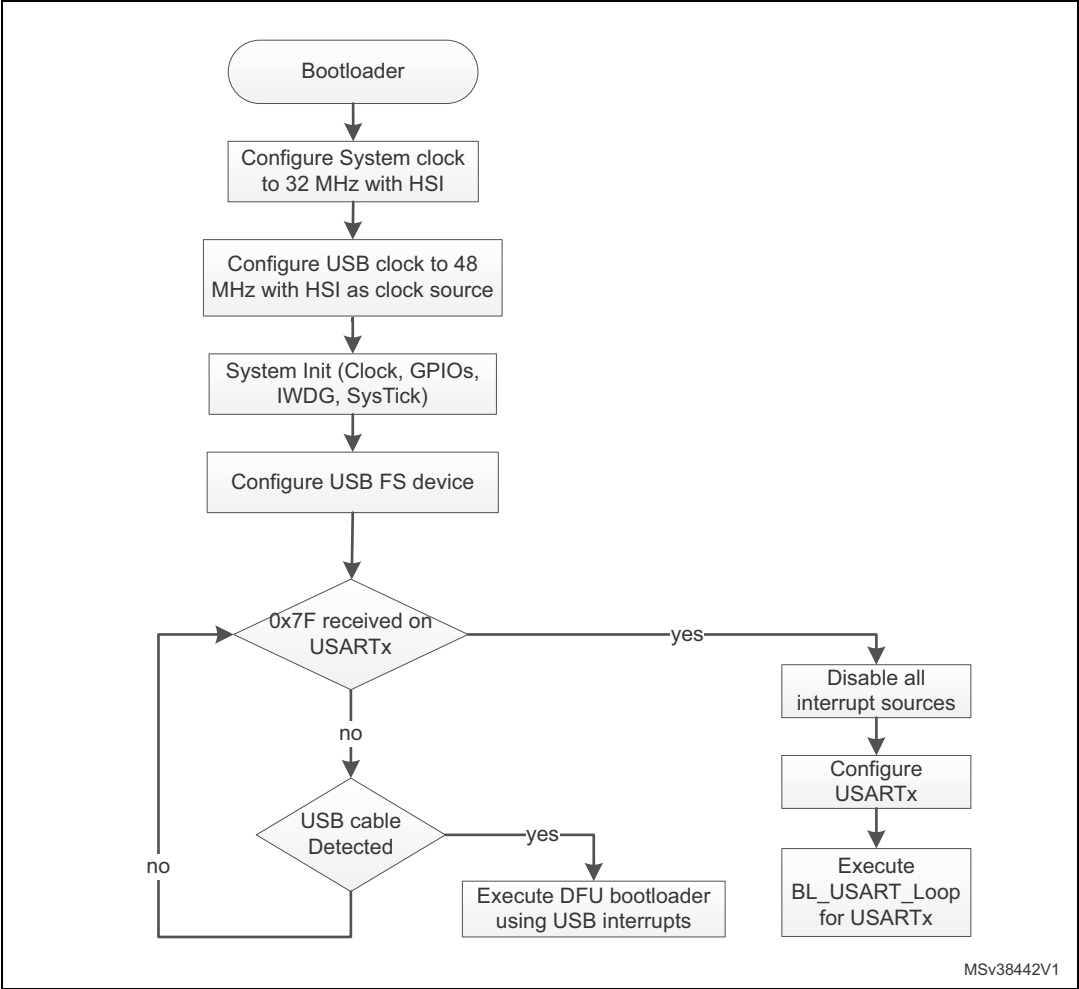 Bootloader
Configure System clock
to 32 MHz with HSI
Configure USB clock to 48
MHz with HSI as clock source
System Init (Clock, GPIOs,
IWDG, SysTick)
Configure USB FS device
0x7F received on
USARTx
yes
Disable all
interrupt sources
no
Configure
USARTx
USB cable
Detected
yes
no
Execute DFU bootloader
using USB interrupts
Execute
BL_USART_Loop
for USARTx
MSv38442V1